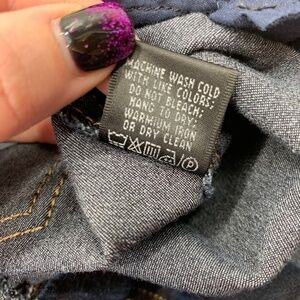 MACHINE WASH COLD
WITH LIKE COLORS;
DO NOT BLEACH;
HANG TO DRY;
WARM IRON
OR DRY CLEAN